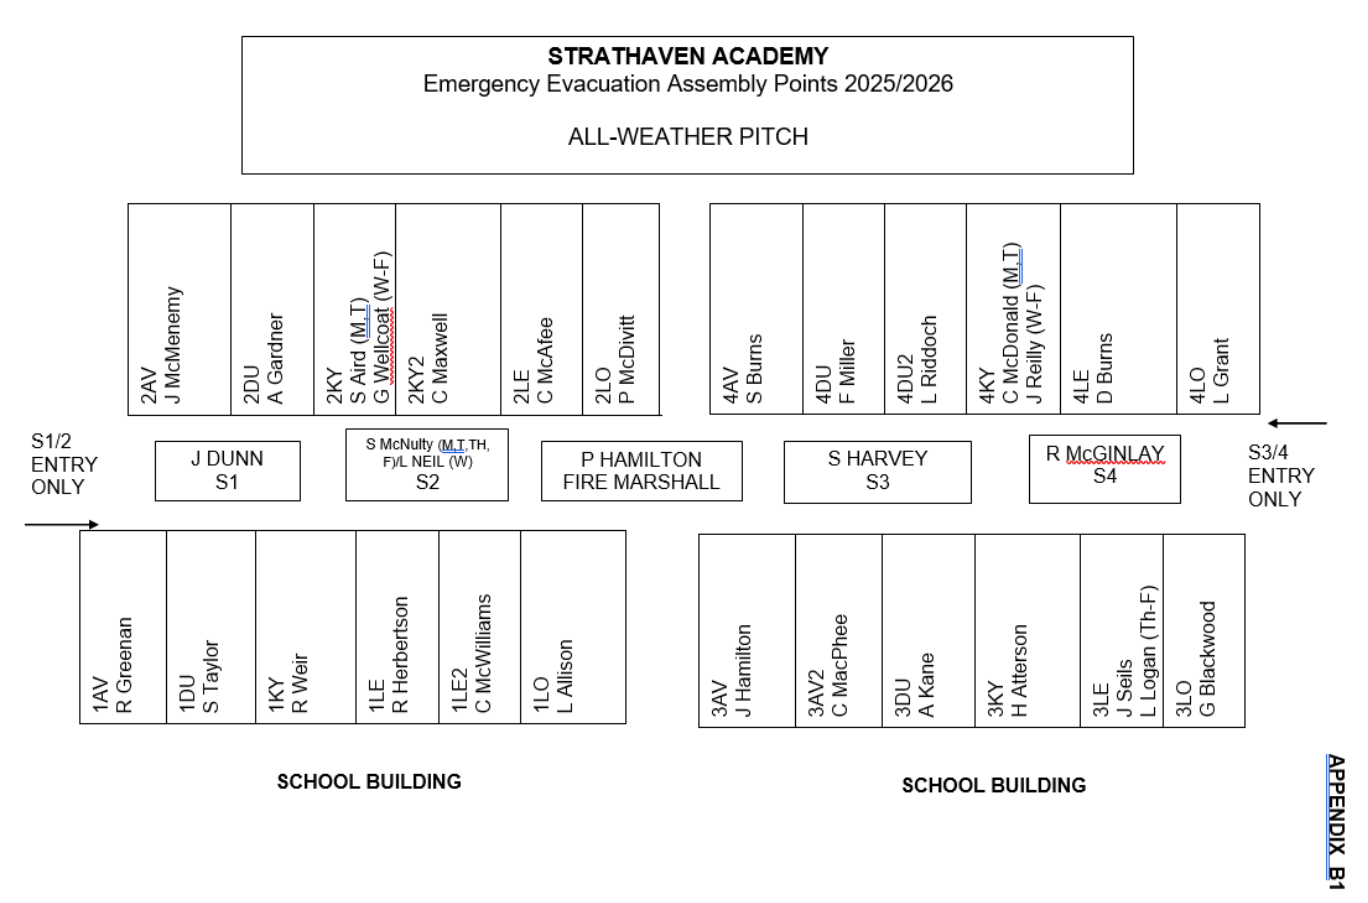 STRATHAVEN ACADEMY
Emergency Evacuation Assembly Points 2025/2026
ALL-WEATHER PITCH
2AV
J McMenemy
2DU
A Gardner
2KY
S Aird (M,T)
G Wellcoat (W-F)
2KY2
C Maxwell
2LE
C McAfee
2LO
P McDivitt
4AV
S Burns
4DU
F Miller
4DU2
L Riddoch
4KY
C McDonald (M,T)
J Reilly (W-F)
4LE
D Burns
4LO
L Grant
S1/2
ENTRY
ONLY
J DUNN
S1
S McNulty (M,T,TH,
F)/L NEIL (W)
S2
P HAMILTON
FIRE MARSHALL
S HARVEY
S3
R McGINLAY
S4
S3/4
ENTRY
ONLY
1AV
R Greenan
1DU
S Taylor
1KY
R Weir
1LE
R Herbertson
1LE2
C McWilliams
1LO
L Allison
3AV
J Hamilton
3AV2
C MacPhee
3DU
A Kane
3KY
H Atterson
3LE
J Seils
L Logan (Th-F)
3LO
G Blackwood
SCHOOL BUILDING
SCHOOL BUILDING
APPENDIX B1